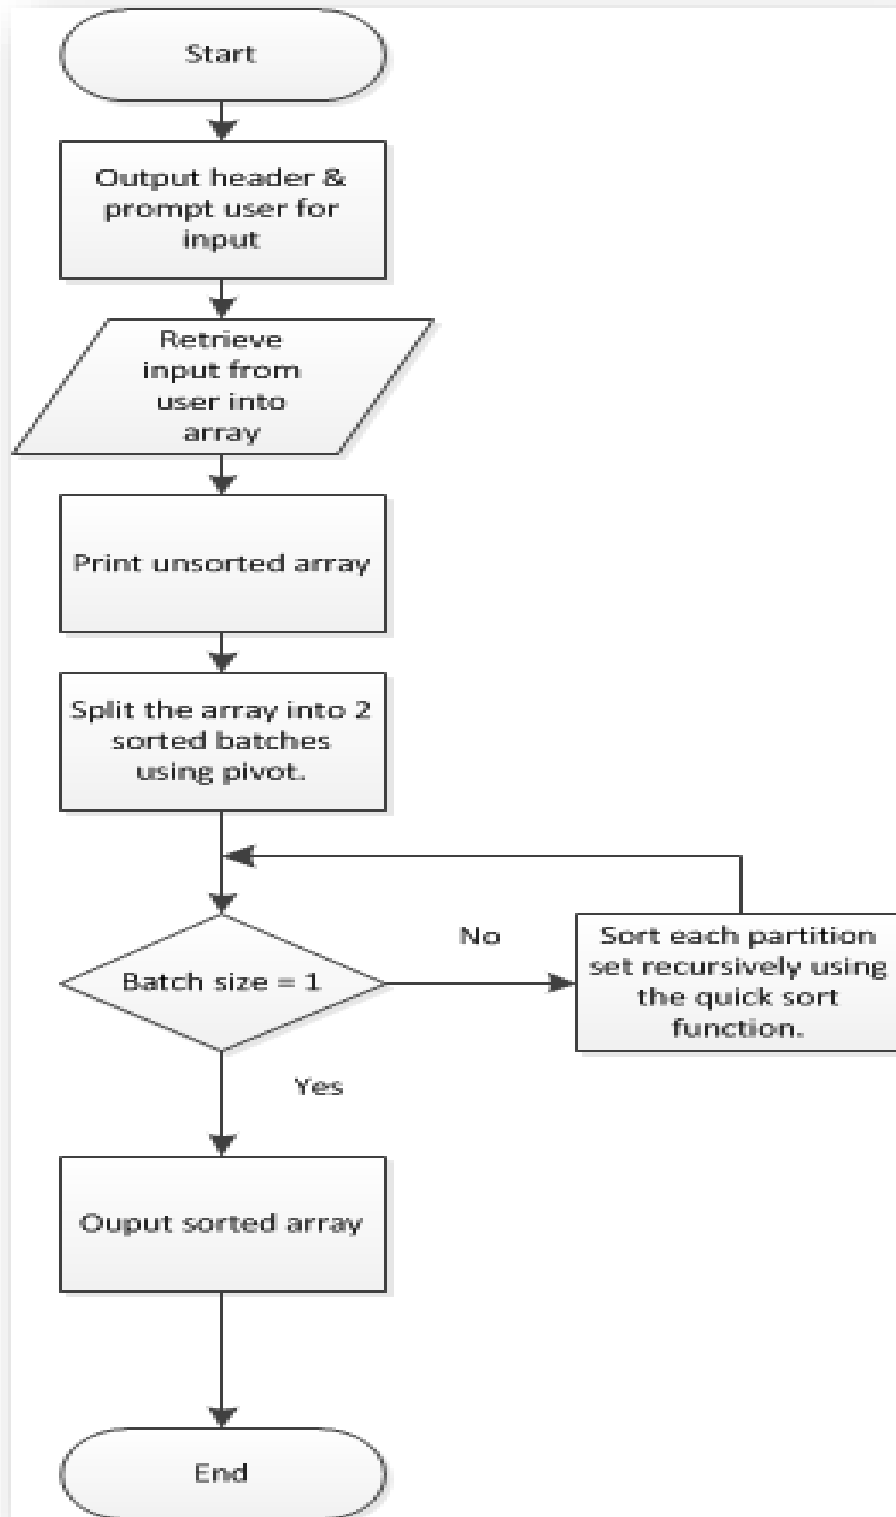 Start
Output header &
prompt user for
input
Retrieve
input from
user into
array
Print unsorted array
Split the array into 2
sorted batches
using pivot.
Batch size = 1
No
Sort each partition
set recursively using
the quick sort
function.
Yes
Ouput sorted array
End